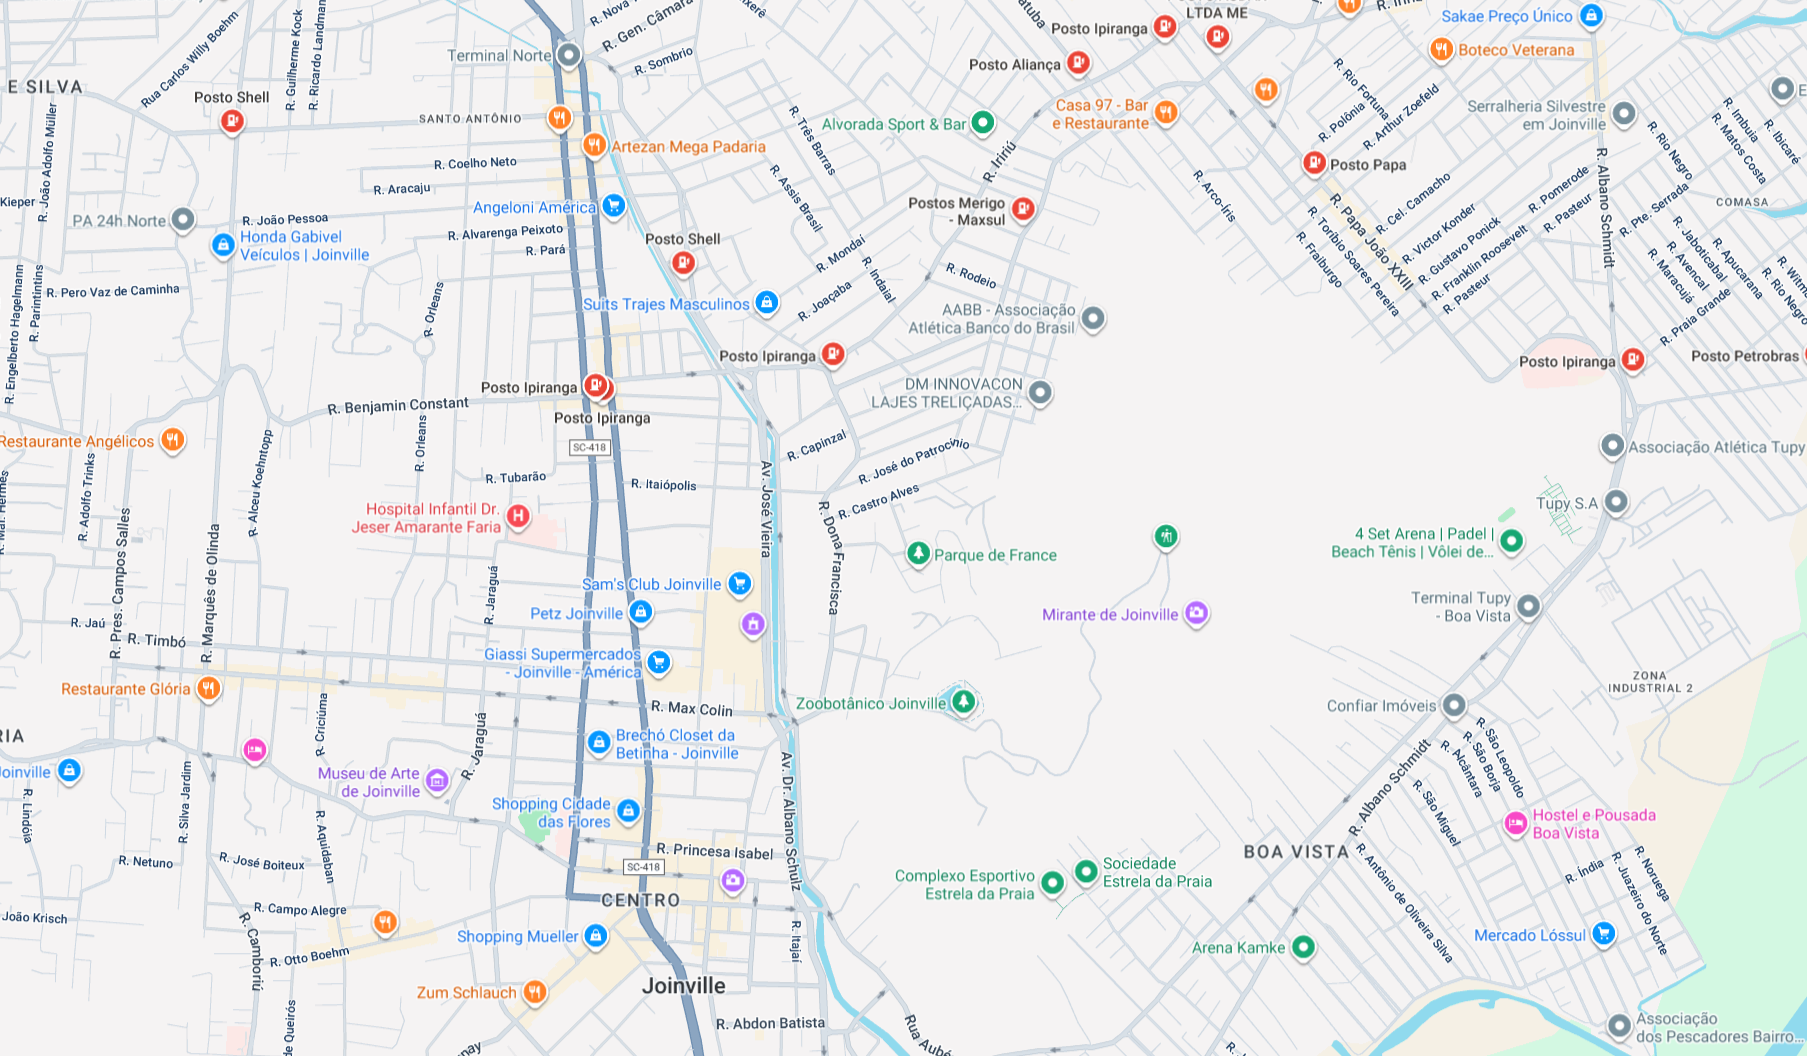 R. Nova T
R. Gen. Câmara
LTDA ME
Sakae Preço Único
Posto Ipiranga
Terminal Norte
R. Sombrio
Posto Aliança
Boteco Veterana
E SILVA
Rua Carlos Willy Boehm
R. Guilherme Kock
R. Ricardo Landmann
Posto Shell
SANTO ANTÔNIO
Casa 97 - Bar
e Restaurante
R. Rio Fortuna
R. Polônia
R. Arthur Zoefeld
Serralheria Silvestre
em Joinville
R. Imbuia
R. Ibicaré
R. Matos Costa
Alvorada Sport & Bar
R. Três Barras
R. Iririú
Artezan Mega Padaria
R. João Adolfo Müller
R. Coelho Neto
R. Aracaju
R. Assis Brasil
Posto Papa
R. Rio Negro
R. Albano Schmidt
R. Arco-Íris
R. Cel. Camacho
R. Pomerode
R. Pasteur
R. Pte. Serrada
COMASA
Kieper
PA 24h Norte
R. João Pessoa
Angeloni América
Postos Merigo
- Maxsul
R. Papa João XXIII
R. Toríbio Soares Pereira
R. Fraiburgo
R. Victor Konder
R. Gustavo Ponick
R. Franklin Roosevelt
R. Pasteur
R. Jaboticabal
R. Avencal
R. Maracujá
R. Apucarana
R. Rio Negro
R. Praia Grande
Honda Gabivel
Veículos | Joinville
R. Alvarenga Peixoto
R. Pará
Posto Shell
R. Mondai
R. Indaial
R. Rodeio
R. Pero Vaz de Caminha
R. Engelberto Hagelmann
R. Parintintins
R. Orleans
Suits Trajes Masculinos
R. Joaçaba
AABB - Associação
Atlética Banco do Brasil
Posto Ipiranga
Posto Ipiranga
Posto Petrobras
Posto Ipiranga
Posto Ipiranga
DM INNOVACON
LAJES TRELIÇADAS...
R. Benjamin Constant
SC-418
Restaurante Angélicos
R. Orleans
R. Capinzal
R. José do Patrocínio
R. Castro Alves
Associação Atlética Tupy
R. Adolfo Trinks
R. Alceu Koehntopp
R. Tubarão
R. Itaiópolis
Av. José Vieira
R. Dona Francisca
Tupy S.A
Hospital Infantil Dr.
Jeser Amarante Faria
R. Pres. Campos Salles
R. Marquês de Olinda
Parque de France
4 Set Arena | Padel |
Beach Tênis | Vôlei de...
R. Jaraguá
Sam's Club Joinville
Petz Joinville
Mirante de Joinville
Terminal Tupy
- Boa Vista
R. Jaú
R. Timbó
Giassi Supermercados
- Joinville - América
ZONA
INDUSTRIAL 2
Restaurante Glória
R. Criciúma
R. Max Colin
Zoobotânico Joinville
Confiar Imóveis
RIA
R. Jaraguá
Brechó Closet da
Betinha - Joinville
R. São Leopoldo
R. São Borja
R. Alcântara
R. São Miguel
Joinville
Museu de Arte
de Joinville
R. Albano Schmidt
R. Lindóia
R. Silva Jardim
R. Aquidaban
Shopping Cidade
das Flores
Av. Dr. Albano Schulz
Hostel e Pousada
Boa Vista
R. Netuno
R. José Boiteux
R. Princesa Isabel
SC-418
BOA VISTA
R. Antônio de Oliveira Silva
R. Índia
R. Noruega
R. Juazeiro do Norte
Complexo Esportivo
Estrela da Praia
Sociedade
Estrela da Praia
CENTRO
João Krisch
R. Campo Alegre
R. Camboriú
R. Otto Boehm
Shopping Mueller
R. Itajaí
Arena Kamke
Mercado Lóssul
Zum Schlauch
Joinville
R. Abdon Batista
Rua Aubé
Associação
dos Pescadores Bairro...
de Queirós